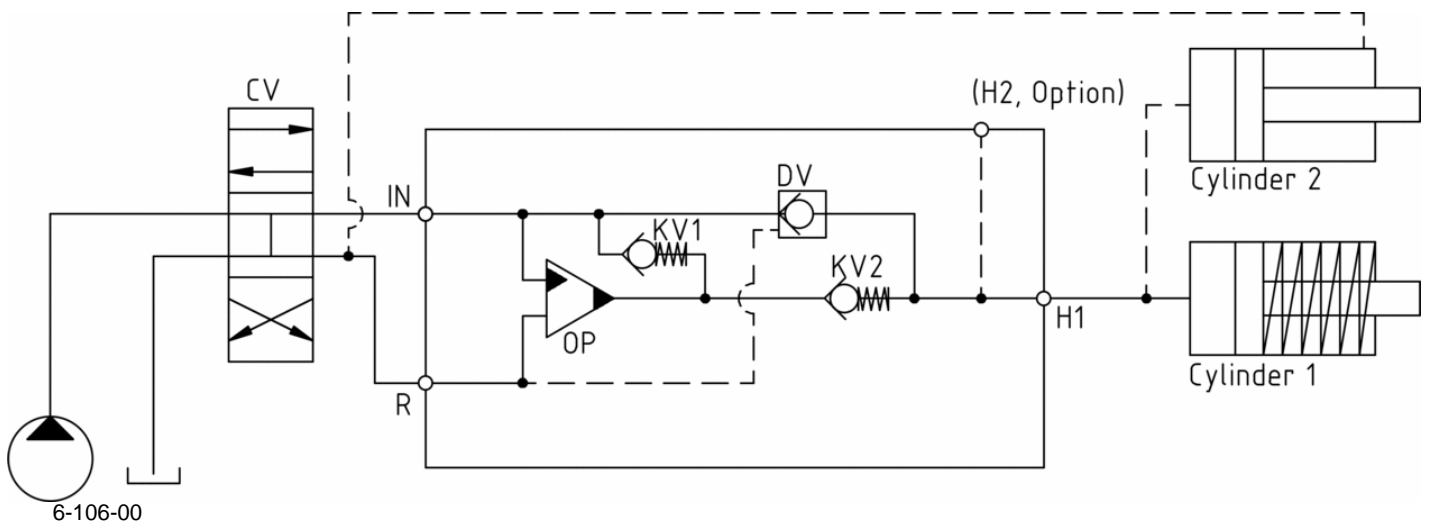 CV
(H2, Option)
Cylinder 2
DV
IN
KV1
KV2
H1
OP
Cylinder 1
R
6-106-00